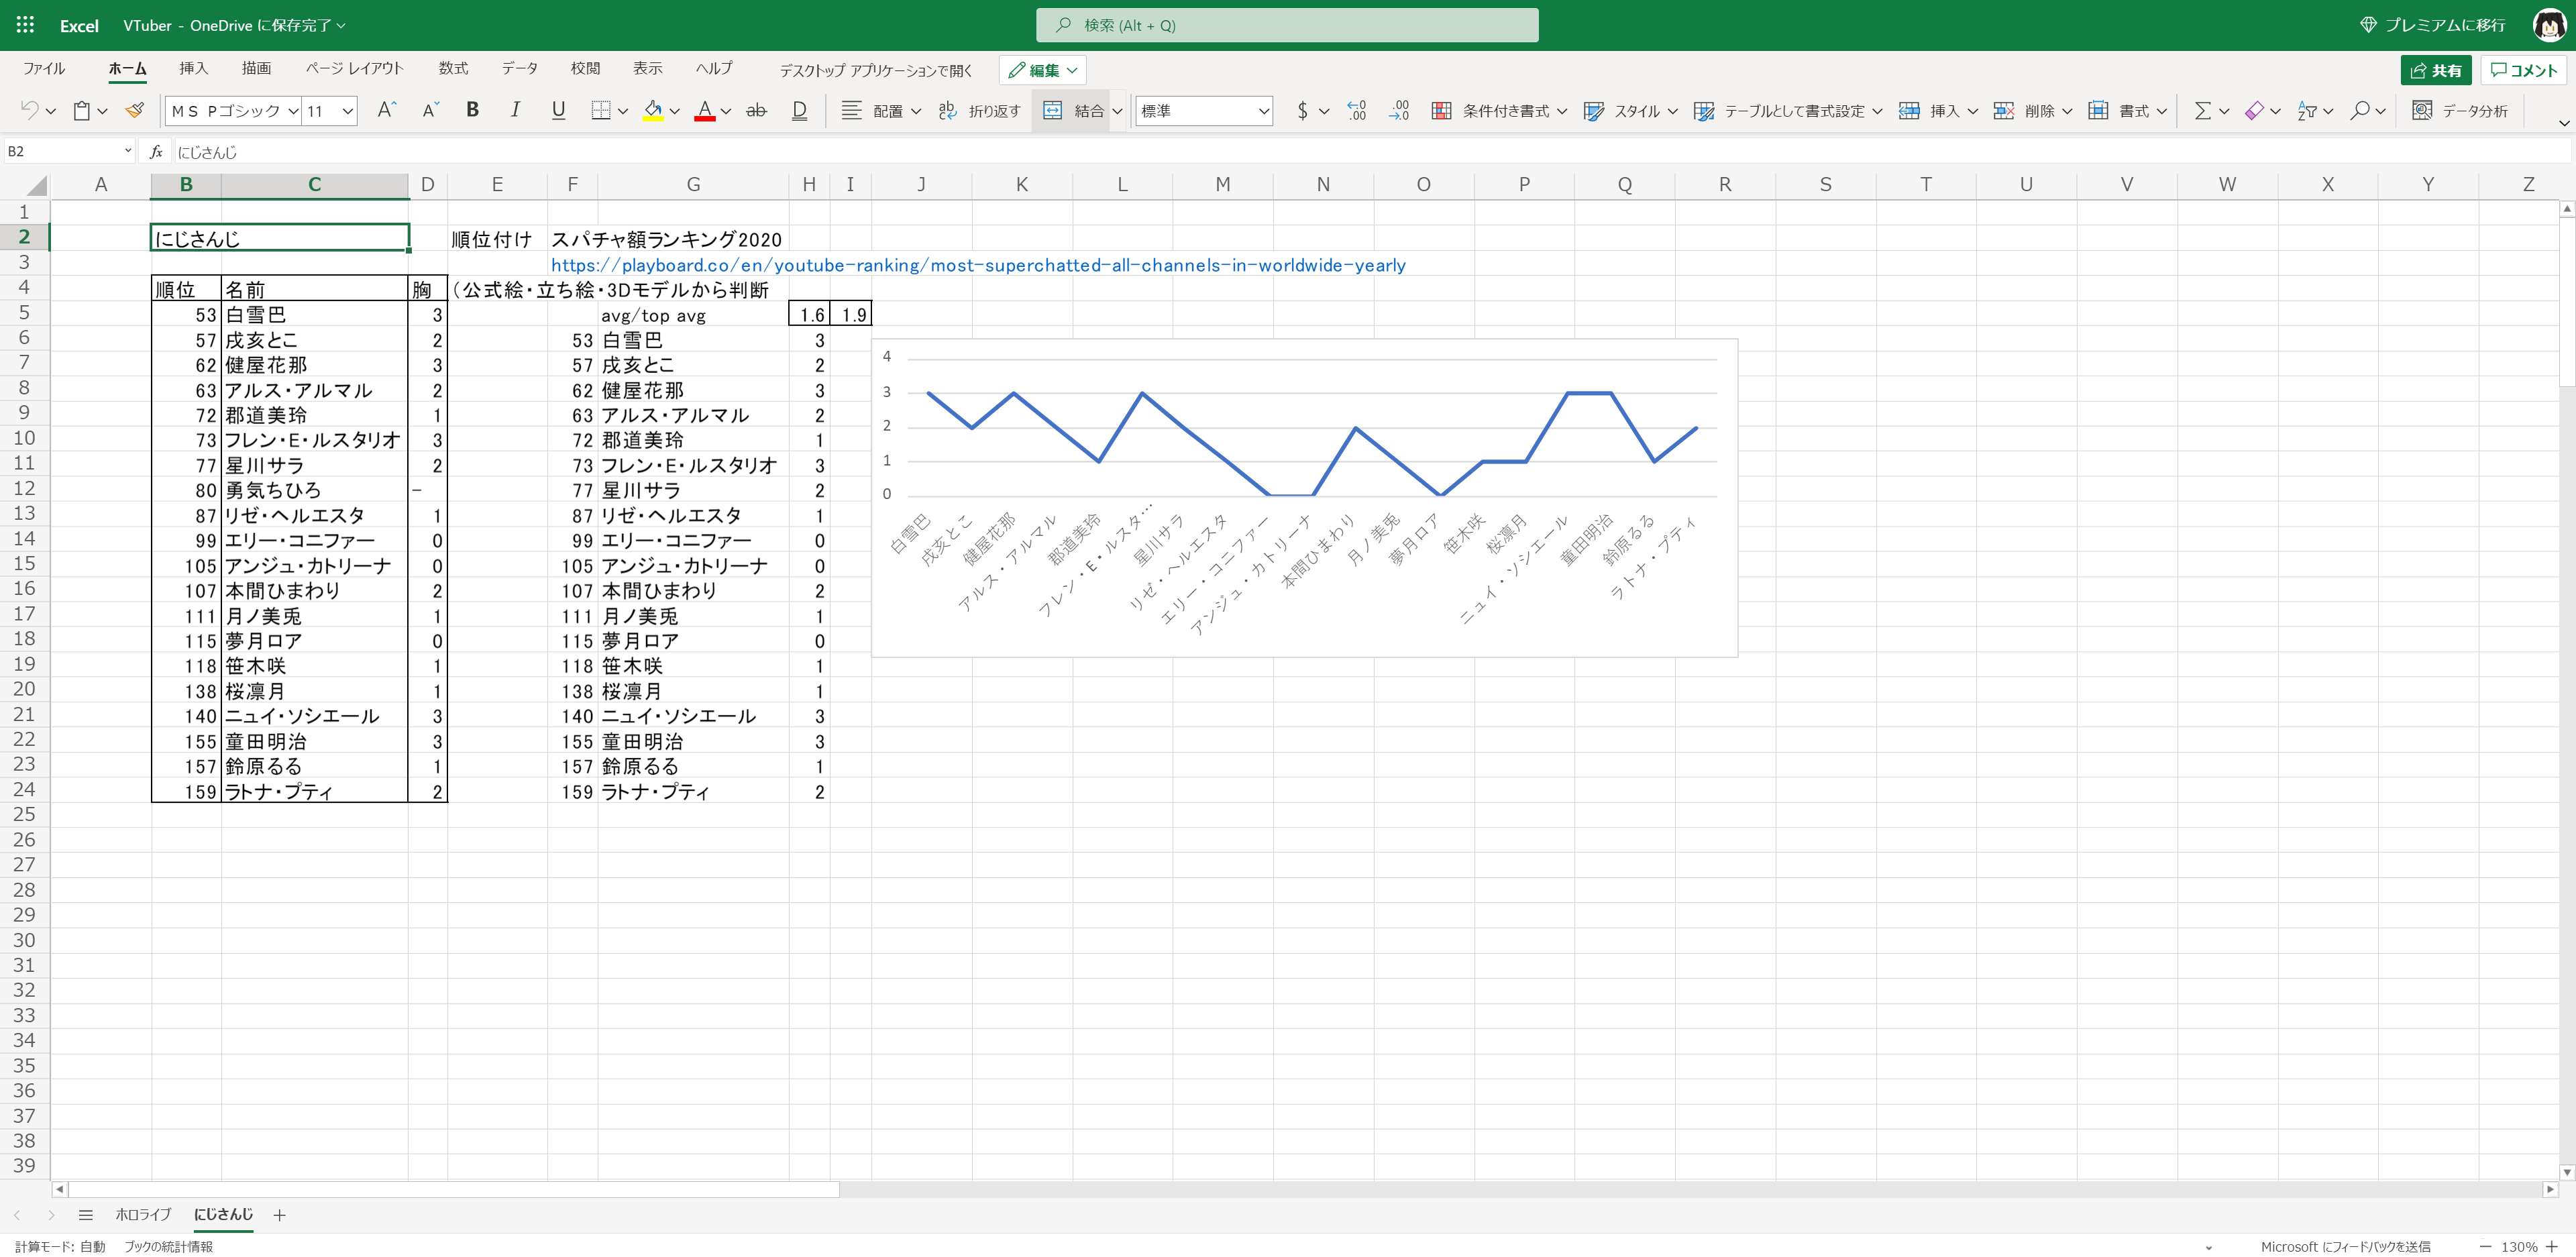 Excel VTuber - OneDrive に保存完了 検索 (Alt + Q) プレミアムに移行
ファイル ホーム 挿入 描画 ページ レイアウト 数式 データ 校閲 表示 ヘルプ デスクトップ アプリケーションで開く 編集 共有 コメント
ＭＳ Ｐゴシック 11 A A B I U A ab D 配置 ab 折り返す 結合 標準 $ 条件付き書式 スタイル テーブルとして書式設定 挿入 削除 書式 データ分析
B2 fx にじさんじ
A B C D E F G H I J K L M N O P Q R S T U V W X Y Z
1
2 にじさんじ 順位付け スパチャ額ランキング2020
3 https://playboard.co/en/youtube-ranking/most-superchatted-all-channels-in-worldwide-yearly
4 順位 名前 胸 （公式絵・立ち絵・3Dモデルから判断
5 53 白雪巴 3 avg/top avg 1.6 1.9
6 57 戌亥とこ 2 53 白雪巴 3
7 62 健屋花那 3 57 戌亥とこ 2
8 63 アルス・アルマル 2 62 健屋花那 3
9 72 郡道美玲 1 63 アルス・アルマル 2
10 73 フレン・E・ルスタリオ 3 72 郡道美玲 1
11 77 星川サラ 2 73 フレン・E・ルスタリオ 3
12 80 勇気ちひろ - 77 星川サラ 2
13 87 リゼ・ヘルエスタ 1 87 リゼ・ヘルエスタ 1
14 99 エリー・コニファー 0 99 エリー・コニファー 0
15 105 アンジュ・カトリーナ 0 105 アンジュ・カトリーナ 0
16 107 本間ひまわり 2 107 本間ひまわり 2
17 111 月ノ美兎 1 111 月ノ美兎 1
18 115 夢月ロア 0 115 夢月ロア 0
19 118 笹木咲 1 118 笹木咲 1
20 138 桜凛月 1 138 桜凛月 1
21 140 ニュイ・ソシエール 3 140 ニュイ・ソシエール 3
22 155 童田明治 3 155 童田明治 3
23 157 鈴原るる 1 157 鈴原るる 1
24 159 ラトナ・プティ 2 159 ラトナ・プティ 2
25
26
27
28
29
30
31
32
33
34
35
36
37
38
39
4
3
2
1
0
白雪巴 戌亥とこ 健屋花那 アルス・アルマル 郡道美玲 フレン・E・ルスタ… 星川サラ リゼ・ヘルエスタ エリー・コニファー アンジュ・カトリーナ 本間ひまわり 月ノ美兎 夢月ロア 笹木咲 桜凛月 ニュイ・ソシエール 童田明治 鈴原るる ラトナ・プティ
ホロライブ にじさんじ
計算モード: 自動 ブックの統計情報 Microsoft にフィードバックを送信 130%